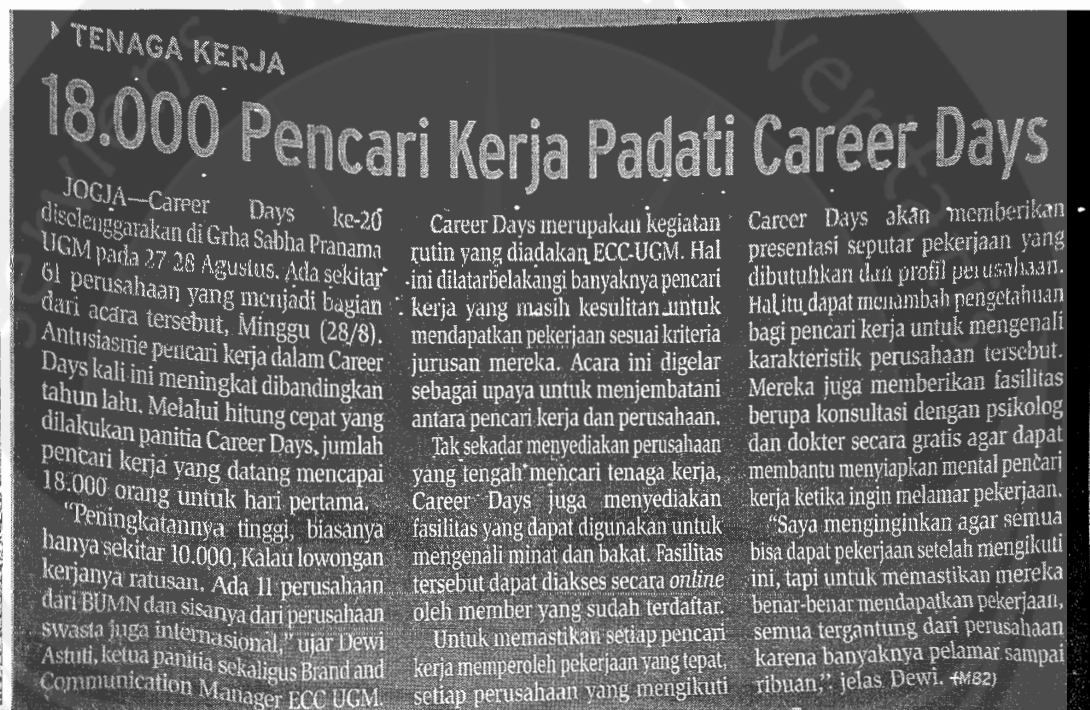 TENAGA KERJA
18.000 Pencari Kerja Padati Career Days
JOGJA—Career Days ke-20
diselenggarakan di Grha Sabha Pranama
UGM pada 27-28 Agustus. Ada sekitar
61 perusahaan yang menjadi bagian
dari acara tersebut, Minggu (28/8).
Antusiasme pencari kerja dalam Career
Days kali ini meningkat dibandingkan
tahun lalu. Melalui hitung cepat yang
dilakukan panitia Career Days, jumlah
pencari kerja yang datang mencapai
18.000 orang untuk hari pertama.
"Peningkatannya tinggi, biasanya
hanya sekitar 10.000, Kalau lowongan
kerjanya ratusan. Ada 11 perusahaan
dari BUMN dan sisanya dari perusahaan
swasta juga internasional," ujar Dewi
Astuti, ketua panitia sekaligus Brand and
Communication Manager ECC UGM.
Career Days merupakan kegiatan
rutin yang diadakan ECC-UGM. Hal
ini dilatarbelakangi banyaknya pencari
kerja yang masih kesulitan untuk
mendapatkan pekerjaan sesuai kriteria
jurusan mereka. Acara ini digelar
sebagai upaya untuk menjembatani
antara pencari kerja dan perusahaan.
Tak sekadar menyediakan perusahaan
yang tengah mencari tenaga kerja,
Career Days juga menyediakan
fasilitas yang dapat digunakan untuk
mengenali minat dan bakat. Fasilitas
tersebut dapat diakses secara online
oleh member yang sudah terdaftar.
Untuk memastikan setiap pencari
kerja memperoleh pekerjaan yang tepat,
setiap perusahaan yang mengikuti
Career Days akan memberikan
presentasi seputar pekerjaan yang
dibutuhkan dan profil perusahaan.
Hal itu dapat menambah pengetahuan
bagi pencari kerja untuk mengenali
karakteristik perusahaan tersebut.
Mereka juga memberikan fasilitas
berupa konsultasi dengan psikolog
dan dokter secara gratis agar dapat
membantu menyiapkan mental pencari
kerja ketika ingin melamar pekerjaan.
"Saya menginginkan agar semua
bisa dapat pekerjaan setelah mengikuti
ini, tapi untuk memastikan mereka
benar-benar mendapatkan pekerjaan,
semua tergantung dari perusahaan
karena banyaknya pelamar sampai
ribuan," jelas Dewi. (M82)